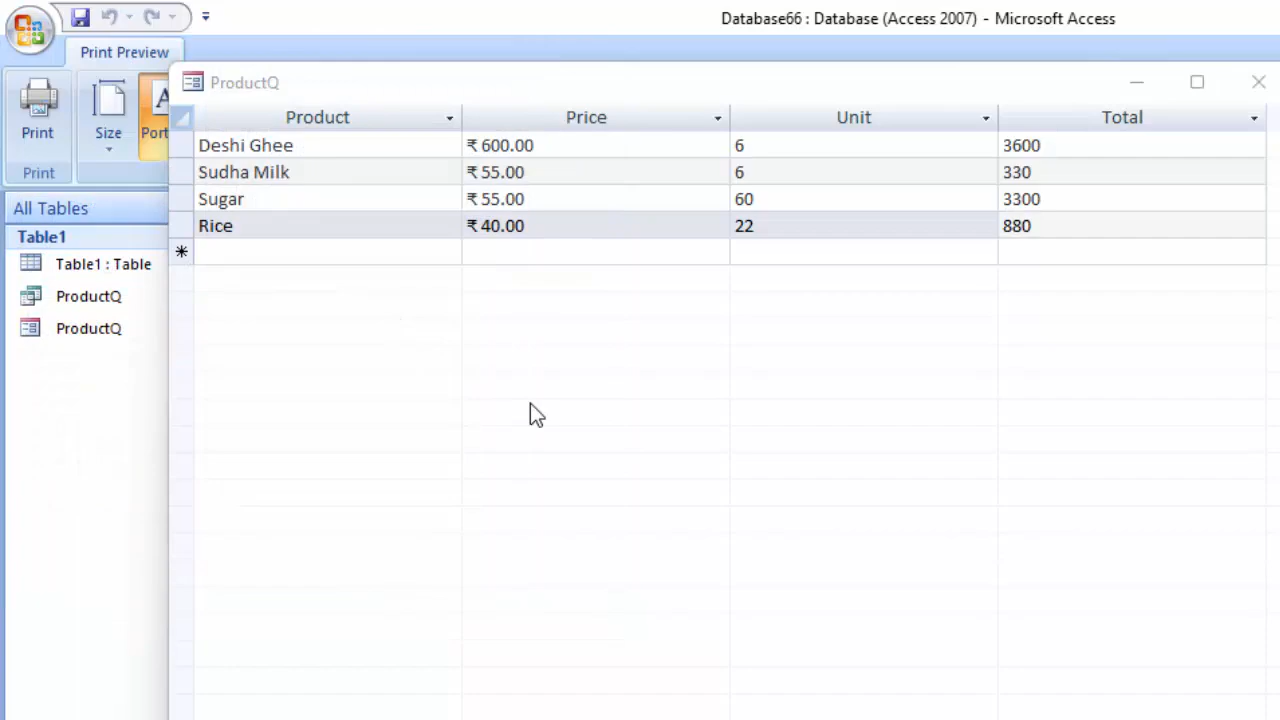 Database66 : Database (Access 2007) - Microsoft Access
Print Preview
Print
Size
Port
Print
All Tables
Table1
Table1 : Table
ProductQ
ProductQ
ProductQ
Product Price Unit Total
Deshi Ghee ₹ 600.00 6 3600
Sudha Milk ₹ 55.00 6 330
Sugar ₹ 55.00 60 3300
Rice ₹ 40.00 22 880